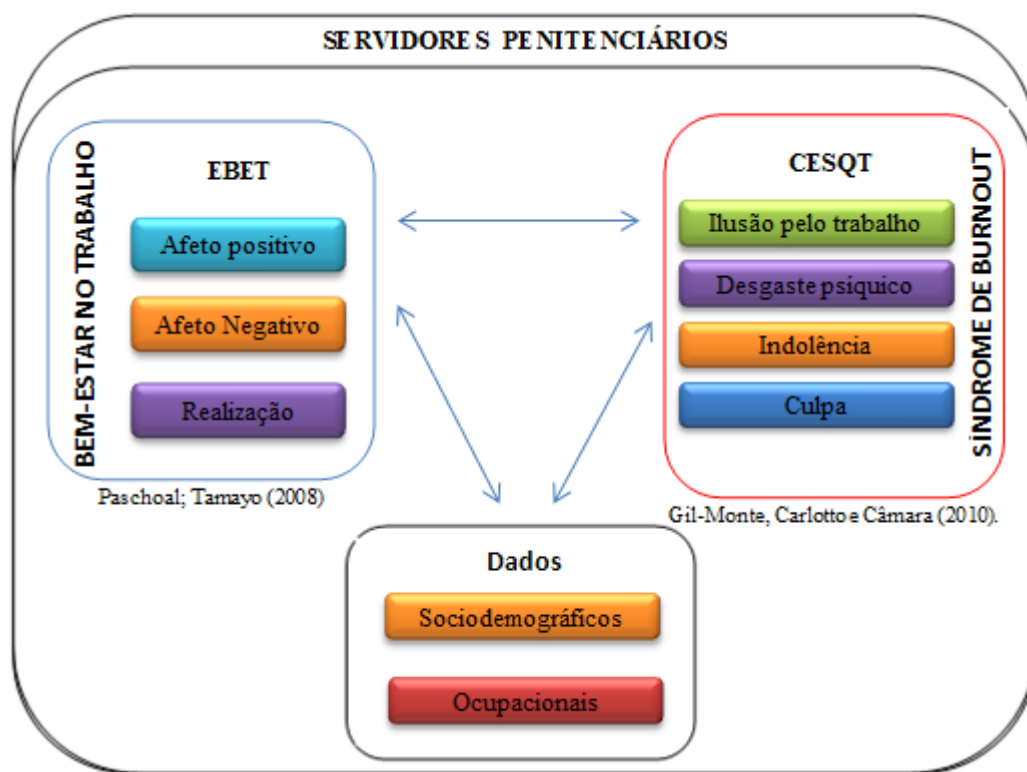 SERVIDORES PENITENCIÁRIOS
BEM-ESTAR NO TRABALHO
EBET
Afeto positivo
Afeto Negativo
Realização
Paschoal; Tamayo (2008)
CESQT
Ilusão pelo trabalho
Desgaste psíquico
Indolência
Culpa
SÍNDROME DE BURNOUT
Gil-Monte, Carlotto e Câmara (2010).
Dados
Sociodemográficos
Ocupacionais